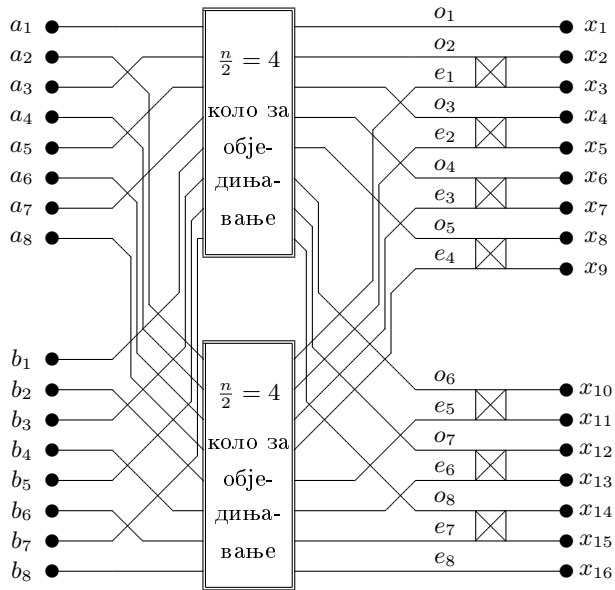 a₁ o₁ x₁
a₂ o₂ x₂
a₃ e₁ x₃
a₄ o₃ x₄
a₅ e₂ x₅
a₆ o₄ x₆
a₇ e₃ x₇
a₈ o₅ x₈
e₄ x₉
n/2 = 4
коло за
обје-
диња-
вање
b₁
b₂ o₆ x₁₀
b₃ e₅ x₁₁
b₄ o₇ x₁₂
b₅ e₆ x₁₃
b₆ o₈ x₁₄
b₇ e₇ x₁₅
b₈ e₈ x₁₆
n/2 = 4
коло за
обје-
диња-
вање